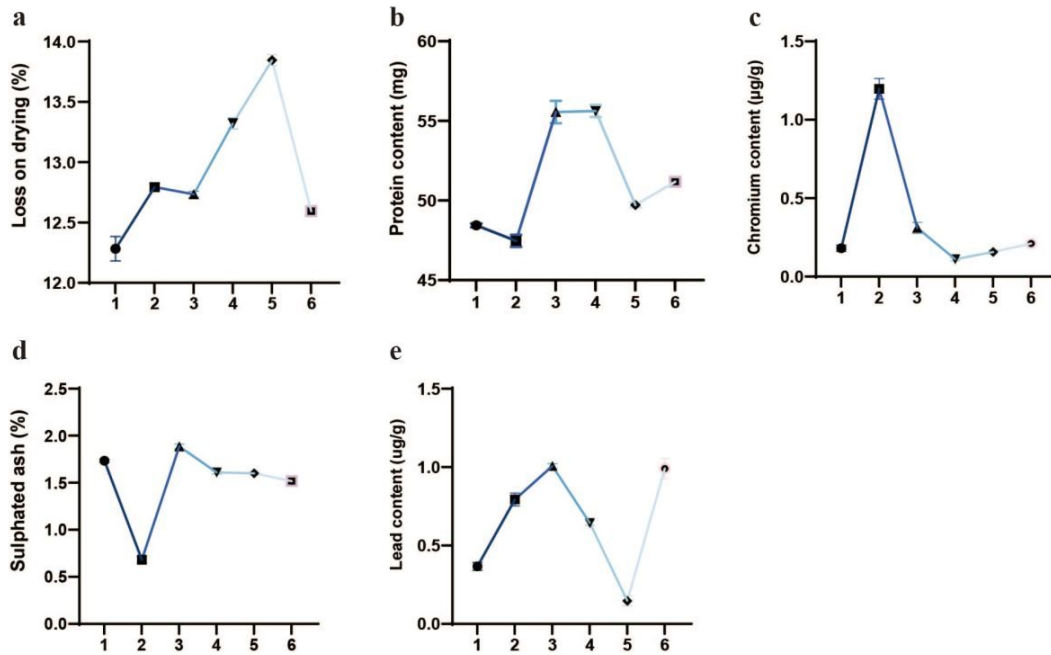 a
Loss on drying (%)
14.0
13.5
13.0
12.5
12.0
1 2 3 4 5 6
b
Protein content (mg)
60
55
50
45
1 2 3 4 5 6
c
Chromium content (μg/g)
1.5
1.0
0.5
0.0
1 2 3 4 5 6
d
Sulphated ash (%)
2.5
2.0
1.5
1.0
0.5
0.0
1 2 3 4 5 6
e
Lead content (ug/g)
1.5
1.0
0.5
0.0
1 2 3 4 5 6